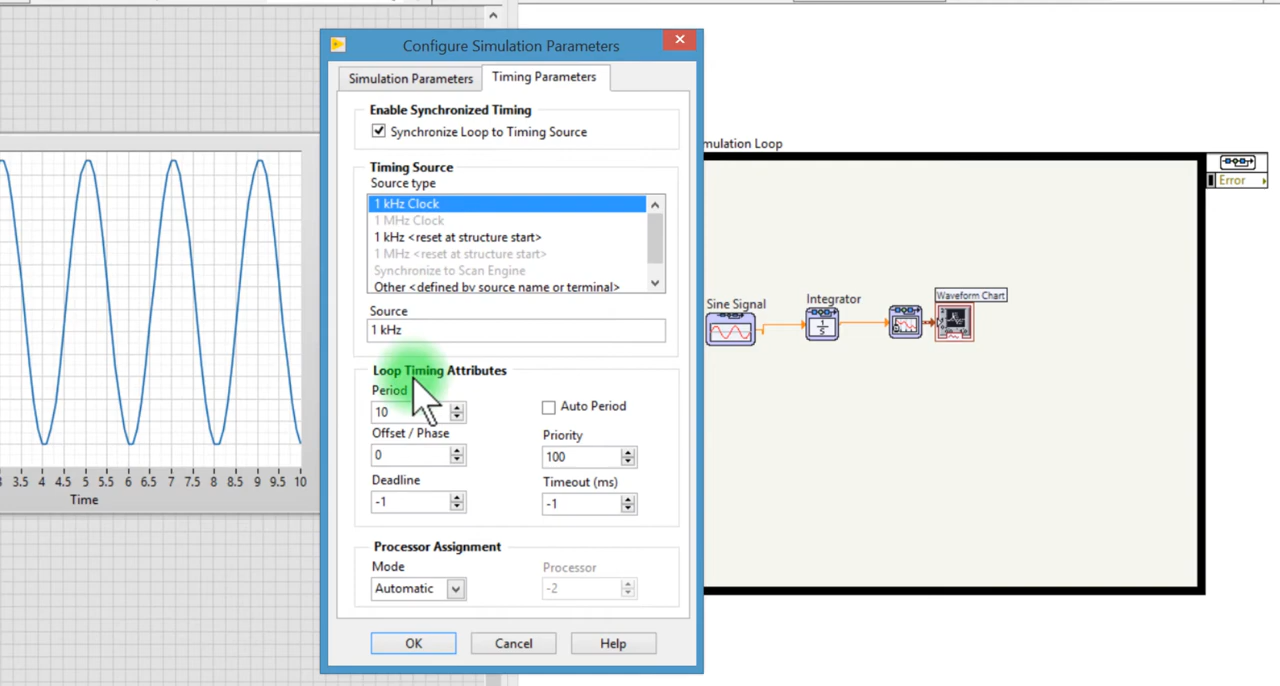 Configure Simulation Parameters
Simulation Parameters
Timing Parameters
Enable Synchronized Timing
Synchronize Loop to Timing Source
Timing Source
Source type
1 kHz Clock
1 MHz Clock
1 kHz <reset at structure start>
1 MHz <reset at structure start>
Synchronize to Scan Engine
Other <defined by source name or terminal>
Source
1 kHz
Loop Timing Attributes
Period
10
Auto Period
Offset / Phase
0
Priority
100
Deadline
-1
Timeout (ms)
-1
Processor Assignment
Mode
Automatic
Processor
-2
OK
Cancel
Help
3.5 4 4.5 5 5.5 6 6.5 7 7.5 8 8.5 9 9.5 10
Time
mulation Loop
Error
Sine Signal
Integrator
1
s
Waveform Chart